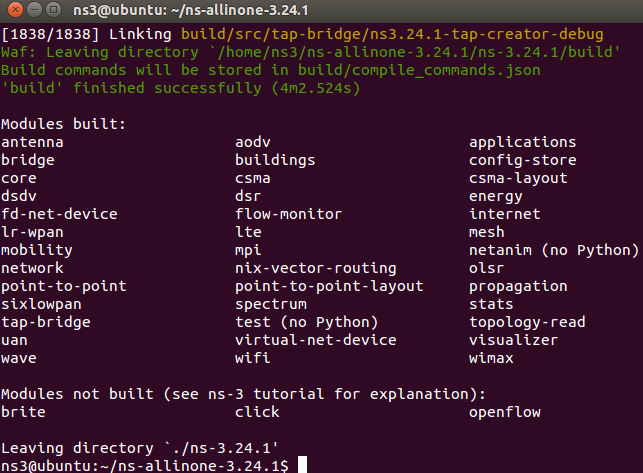 ns3@ubuntu: ~/ns-allinone-3.24.1
[1838/1838] Linking build/src/tap-bridge/ns3.24.1-tap-creator-debug
Waf: Leaving directory `/home/ns3/ns-allinone-3.24.1/ns-3.24.1/build'
Build commands will be stored in build/compile_commands.json
'build' finished successfully (4m2.524s)
Modules built:
antenna aodv applications
bridge buildings config-store
core csma csma-layout
dsdv dsr energy
fd-net-device flow-monitor internet
lr-wpan lte mesh
mobility mpi netanim (no Python)
network nix-vector-routing olsr
point-to-point point-to-point-layout propagation
sixlowpan spectrum stats
tap-bridge test (no Python) topology-read
uan virtual-net-device visualizer
wave wifi wimax
Modules not built (see ns-3 tutorial for explanation):
brite click openflow
Leaving directory `./ns-3.24.1'
ns3@ubuntu:~/ns-allinone-3.24.1$